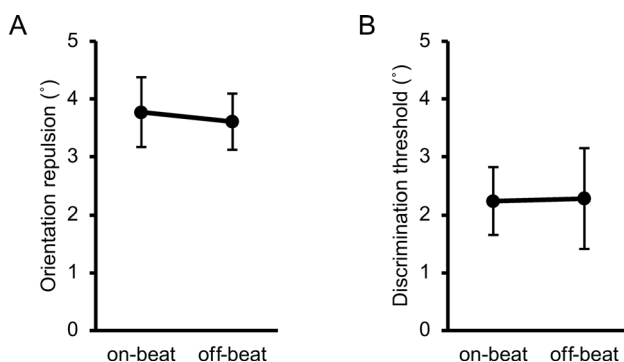 A
Orientation repulsion (°)
5
4
3
2
1
0
on-beat off-beat
B
Discrimination threshold (°)
5
4
3
2
1
0
on-beat off-beat